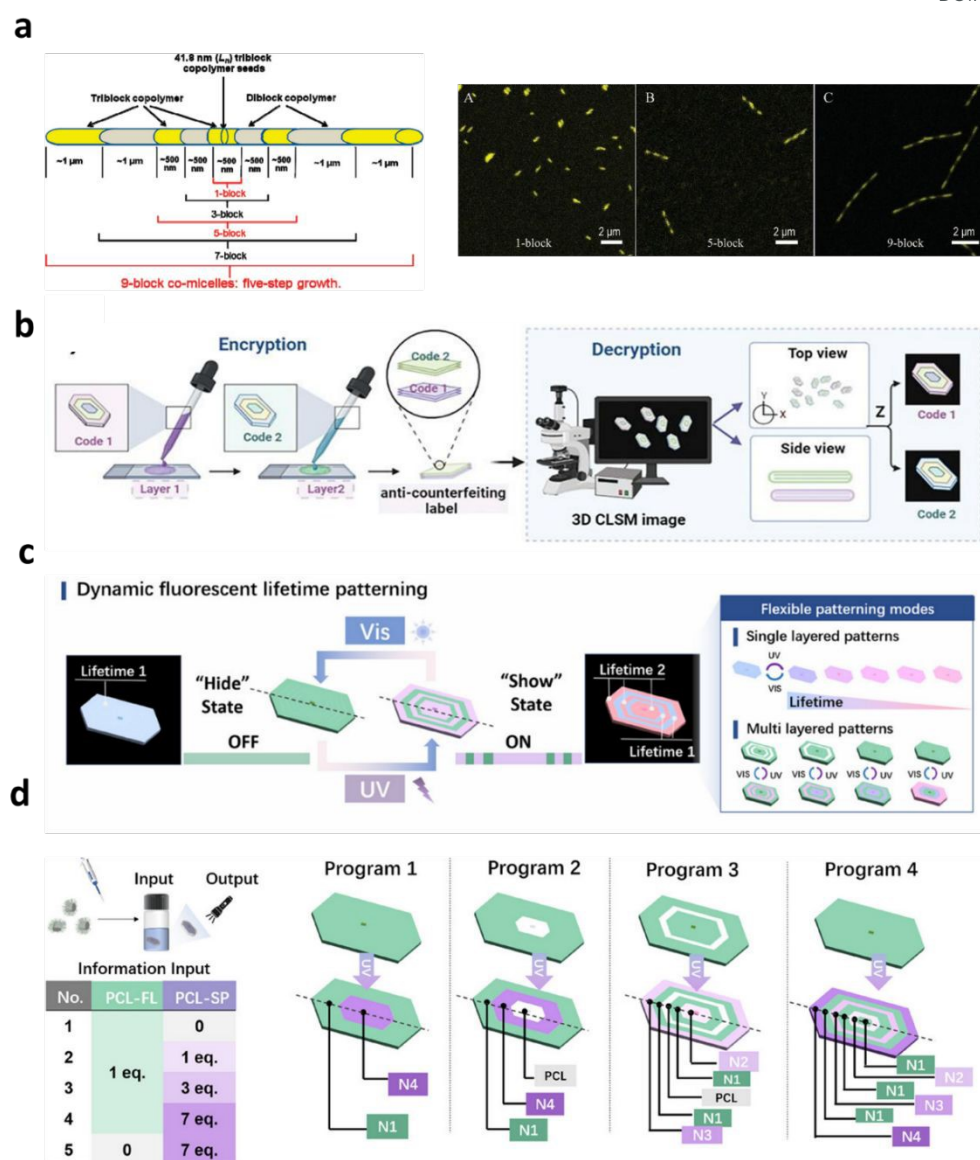 a
41.8 nm (Ln) triblock
copolymer seeds
Triblock copolymer
Diblock copolymer
~1 µm
~1 µm
~500 nm
~500 nm
~500 nm
~500 nm
~500 nm
~1 µm
~1 µm
1-block
3-block
5-block
7-block
9-block co-micelles: five-step growth.
A
1-block
2 µm
B
5-block
2 µm
C
9-block
2 µm
b
Encryption
Code 1
Layer 1
Code 2
Layer2
Code 2
Code 1
anti-counterfeiting
label
Decryption
3D CLSM image
Top view
Y
X
Side view
Z
Code 1
Code 2
c
Dynamic fluorescent lifetime patterning
Lifetime 1
"Hide"
State
OFF
Vis
UV
"Show"
State
ON
Lifetime 2
Lifetime 1
Flexible patterning modes
Single layered patterns
UV
VIS
Lifetime
Multi layered patterns
VIS UV VIS UV VIS UV VIS UV
d
Input
Output
Information Input
No. PCL-FL PCL-SP
1 0
2 1 eq.
1 eq.
3 3 eq.
4 7 eq.
5 0 7 eq.
Program 1
UV
N4
N1
Program 2
UV
PCL
N4
N1
Program 3
UV
N2
N1
PCL
N1
N3
Program 4
UV
N1
N2
N1
N3
N1
N4